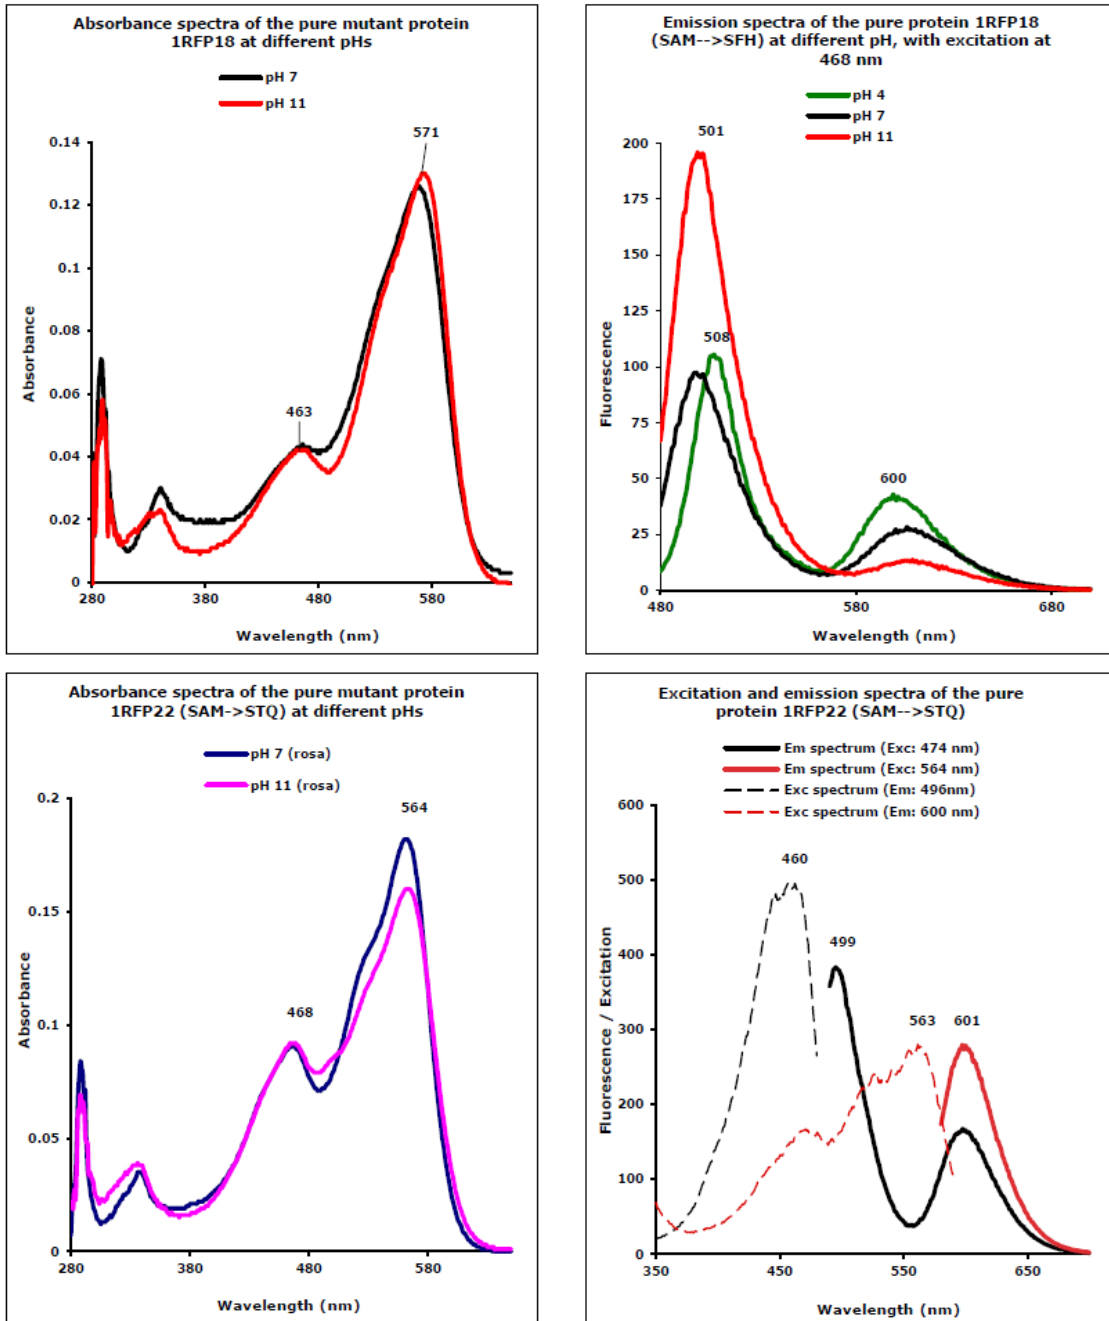 Absorbance spectra of the pure mutant protein
1RFP18 at different pHs
pH 7
pH 11
571
463
0.14
0.12
0.1
0.08
0.06
0.04
0.02
0
280
380
480
580
Absorbance
Wavelength (nm)
Emission spectra of the pure protein 1RFP18
(SAM-->SFH) at different pH, with excitation at
468 nm
pH 4
pH 7
pH 11
501
508
600
200
175
150
125
100
75
50
25
0
480
580
680
Fluorescence
Wavelength (nm)
Absorbance spectra of the pure mutant protein
1RFP22 (SAM->STQ) at different pHs
pH 7 (rosa)
pH 11 (rosa)
564
468
0.2
0.15
0.1
0.05
0
280
380
480
580
Absorbance
Wavelength (nm)
Excitation and emission spectra of the pure
protein 1RFP22 (SAM-->STQ)
Em spectrum (Exc: 474 nm)
Em spectrum (Exc: 564 nm)
Exc spectrum (Em: 496nm)
Exc spectrum (Em: 600 nm)
460
499
563
601
600
500
400
300
200
100
0
350
450
550
650
Fluorescence / Excitation
Wavelength (nm)